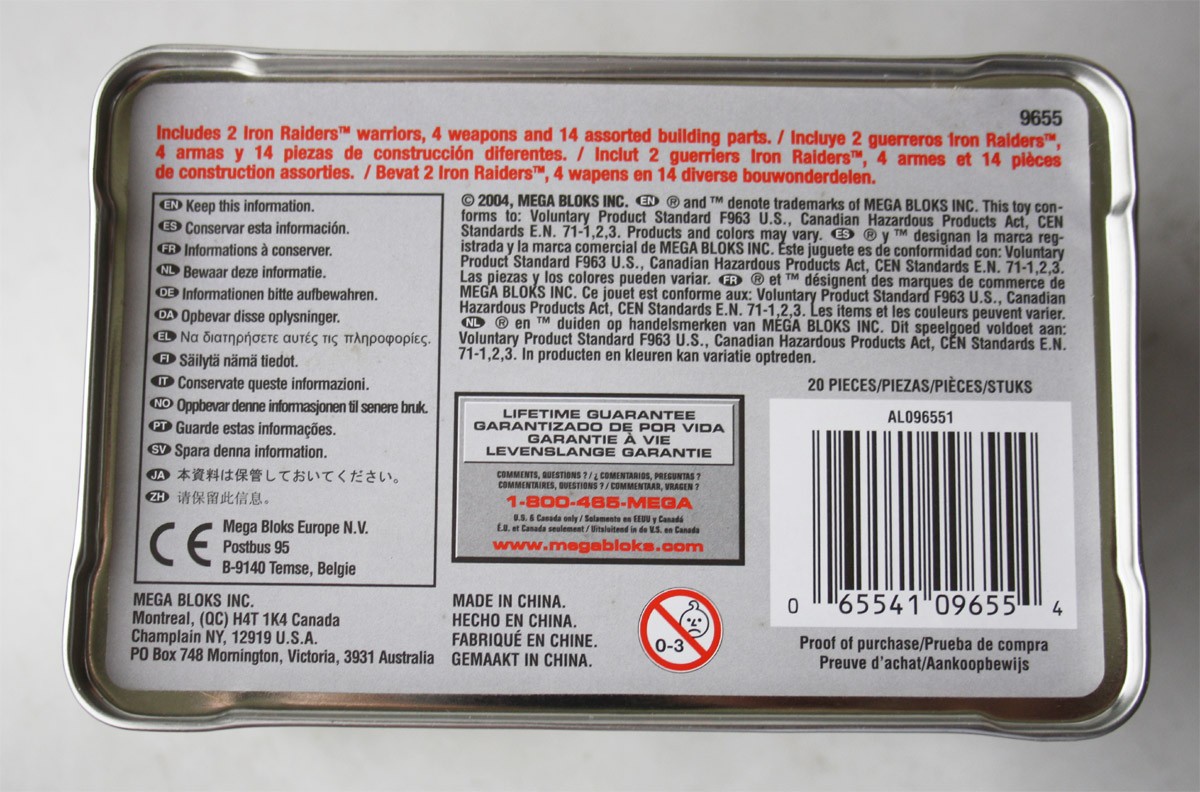 9655
Includes 2 Iron Raiders™ warriors, 4 weapons and 14 assorted building parts. / Incluye 2 guerreros 1ron Raiders™,
4 armas y 14 piezas de construcción diferentes. / Inclut 2 guerriers Iron Raiders™, 4 armes et 14 pièces
de construction assorties. / Bevat 2 Iron Raiders™, 4 wapens en 14 diverse bouwonderdelen.
EN Keep this information.
ES Conservar esta información.
FR Informations à conserver.
NL Bewaar deze informatie.
DE Informationen bitte aufbewahren.
DA Opbevar disse oplysninger.
EL Να διατηρήσετε αυτές τις πληροφορίες.
FI Säilytä nämä tiedot.
IT Conservate queste informazioni.
NO Oppbevar denne informasjonen til senere bruk.
PT Guarde estas informações.
SV Spara denna information.
JA 本資料は保管しておいてください。
ZH 请保留此信息。
CE
Mega Bloks Europe N.V.
Postbus 95
B-9140 Temse, Belgie
© 2004, MEGA BLOKS INC. EN ® and ™ denote trademarks of MEGA BLOKS INC. This toy con-
forms to: Voluntary Product Standard F963 U.S., Canadian Hazardous Products Act, CEN
Standards E.N. 71-1,2,3. Products and colors may vary. ES ® y ™ designan la marca reg-
istrada y la marca comercial de MEGA BLOKS INC. Este juguete es de conformidad con: Voluntary
Product Standard F963 U.S., Canadian Hazardous Products Act, CEN Standards E.N. 71-1,2,3.
Las piezas y los colores pueden variar. FR ® et ™ désignent des marques de commerce de
MEGA BLOKS INC. Ce jouet est conforme aux: Voluntary Product Standard F963 U.S., Canadian
Hazardous Products Act, CEN Standards E.N. 71-1,2,3. Les items et les couleurs peuvent varier.
NL ® en ™ duiden op handelsmerken van MEGA BLOKS INC. Dit speelgoed voldoet aan:
Voluntary Product Standard F963 U.S., Canadian Hazardous Products Act, CEN Standards E.N.
71-1,2,3. In producten en kleuren kan variatie optreden.
LIFETIME GUARANTEE
GARANTIZADO DE POR VIDA
GARANTIE À VIE
LEVENSLANGE GARANTIE
COMMENTS, QUESTIONS ? / ¿ COMENTARIOS, PREGUNTAS ?
COMMENTAIRES, QUESTIONS ? / COMMENTAAR, VRAGEN ?
1-800-465-MEGA
U.S. & Canada only / Solamente en EEUU y Canadá
É.U. et Canada seulement / Uitsluitend in de V.S. en Canada
www.megabloks.com
20 PIECES/PIEZAS/PIÈCES/STUKS
AL096551
0 65541 09655 4
Proof of purchase/Prueba de compra
Preuve d'achat/Aankoopbewijs
MEGA BLOKS INC.
Montreal, (QC) H4T 1K4 Canada
Champlain NY, 12919 U.S.A.
PO Box 748 Mornington, Victoria, 3931 Australia
MADE IN CHINA.
HECHO EN CHINA.
FABRIQUÉ EN CHINE.
GEMAAKT IN CHINA.
0-3